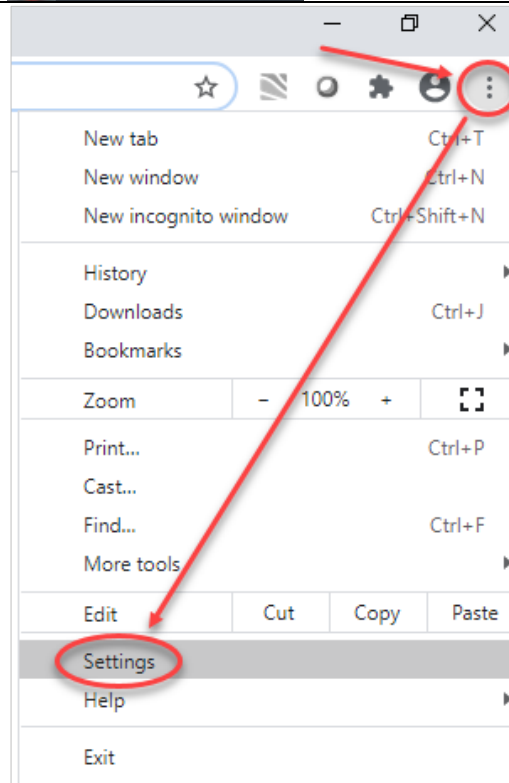 New tab Ctrl+T
New window Ctrl+N
New incognito window Ctrl+Shift+N
History
Downloads Ctrl+J
Bookmarks
Zoom - 100% +
Print... Ctrl+P
Cast...
Find... Ctrl+F
More tools
Edit Cut Copy Paste
Settings
Help
Exit